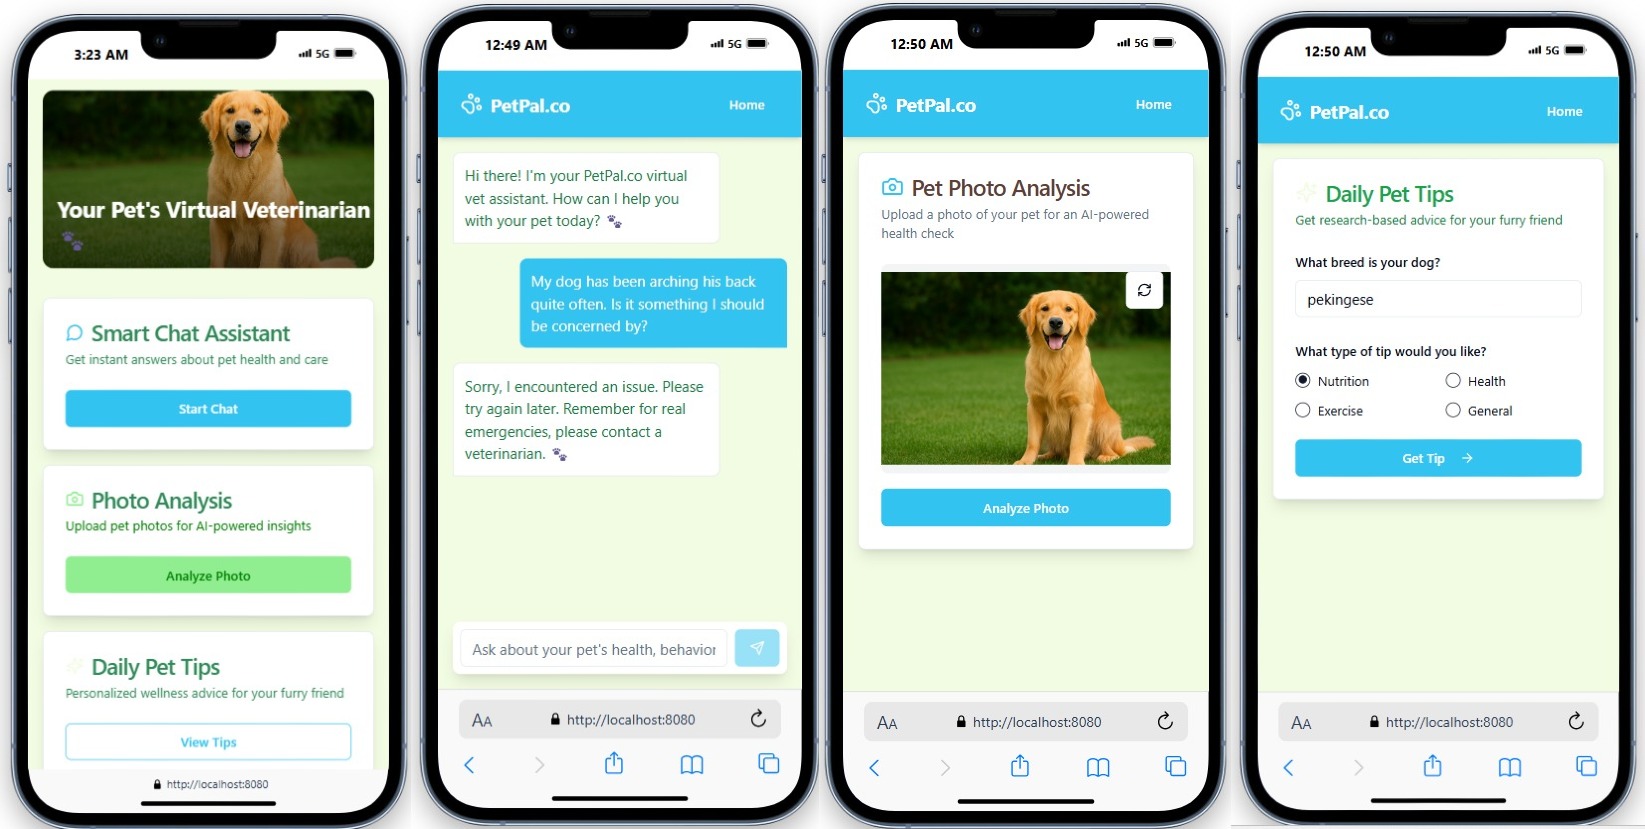 3:23 AM
5G
Your Pet's Virtual Veterinarian
🐾
Smart Chat Assistant
Get instant answers about pet health and care
Start Chat
Photo Analysis
Upload pet photos for AI-powered insights
Analyze Photo
Daily Pet Tips
Personalized wellness advice for your furry friend
View Tips
http://localhost:8080
12:49 AM
5G
PetPal.co
Home
Hi there! I'm your PetPal.co virtual
vet assistant. How can I help you
with your pet today? 🐾
My dog has been arching his back
quite often. Is it something I should
be concerned by?
Sorry, I encountered an issue. Please
try again later. Remember for real
emergencies, please contact a
veterinarian. 🐾
Ask about your pet's health, behavior
AA
http://localhost:8080
12:50 AM
5G
PetPal.co
Home
Pet Photo Analysis
Upload a photo of your pet for an AI-powered
health check
Analyze Photo
AA
http://localhost:8080
12:50 AM
5G
PetPal.co
Home
Daily Pet Tips
Get research-based advice for your furry friend
What breed is your dog?
pekingese
What type of tip would you like?
Nutrition
Health
Exercise
General
Get Tip →
AA
http://localhost:8080